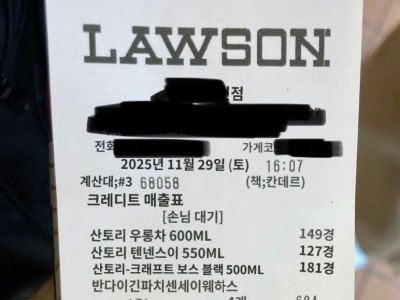 LAWSON
점
전화
가게코
2025년 11월 29일 (토) 16:07
계산대;#3 68058 (책;칸데르)
크레디트 매출표
[손님 대기]
산토리 우롱차 600ML 149경
산토리 텐넨스이 550ML 127경
산토리-크래프트 보스 블랙 500ML 181경
반다이긴파치센세이웨하스